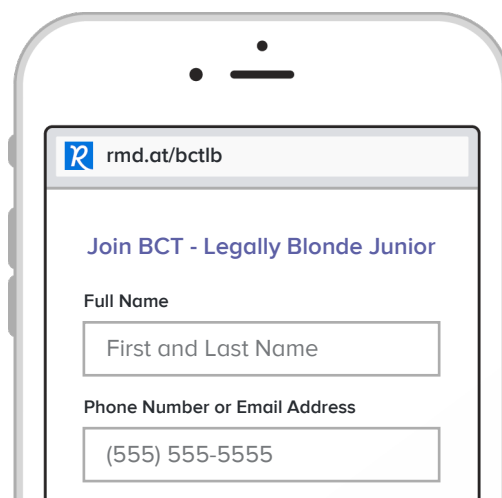 rmd.at/bctlb
Join BCT - Legally Blonde Junior
Full Name
First and Last Name
Phone Number or Email Address
(555) 555-5555